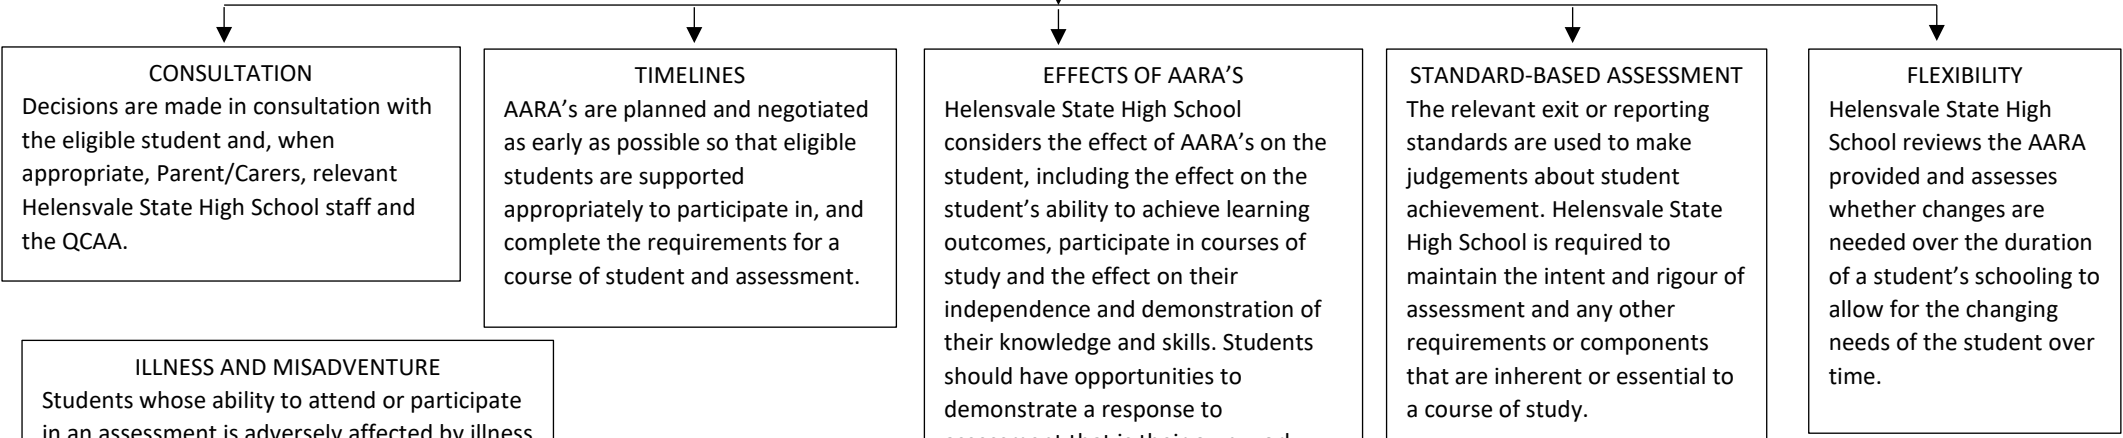 CONSULTATION
Decisions are made in consultation with
the eligible student and, when
appropriate, Parent/Carers, relevant
Helensvale State High School staff and
the QCAA.
TIMELINES
AARA’s are planned and negotiated
as early as possible so that eligible
students are supported
appropriately to participate in, and
complete the requirements for a
course of student and assessment.
EFFECTS OF AARA’S
Helensvale State High School
considers the effect of AARA’s on the
student, including the effect on the
student’s ability to achieve learning
outcomes, participate in courses of
study and the effect on their
independence and demonstration of
their knowledge and skills. Students
should have opportunities to
demonstrate a response to
STANDARD-BASED ASSESSMENT
The relevant exit or reporting
standards are used to make
judgements about student
achievement. Helensvale State
High School is required to
maintain the intent and rigour of
assessment and any other
requirements or components
that are inherent or essential to
a course of study.
FLEXIBILITY
Helensvale State High
School reviews the AARA
provided and assesses
whether changes are
needed over the duration
of a student’s schooling to
allow for the changing
needs of the student over
time.
ILLNESS AND MISADVENTURE
Students whose ability to attend or participate
in an assessment is adversely affected by illness